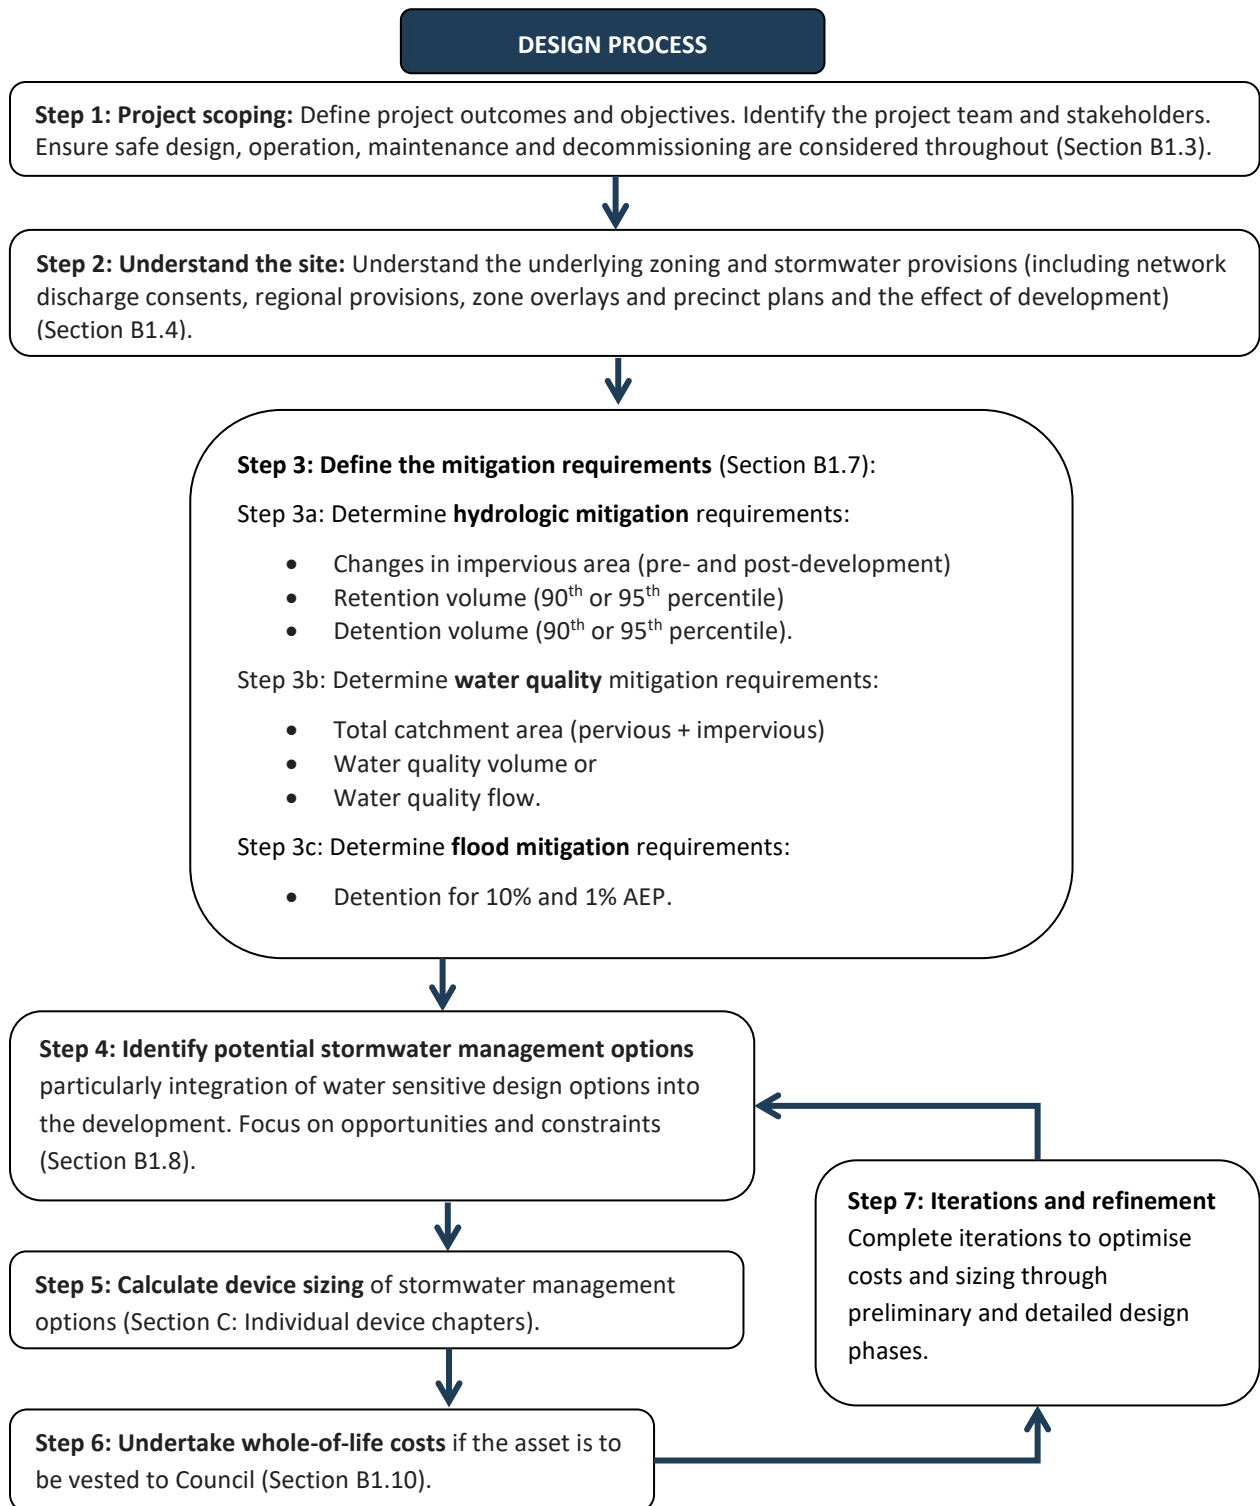 DESIGN PROCESS
Step 1: Project scoping: Define project outcomes and objectives. Identify the project team and stakeholders.
Ensure safe design, operation, maintenance and decommissioning are considered throughout (Section B1.3).
Step 2: Understand the site: Understand the underlying zoning and stormwater provisions (including network
discharge consents, regional provisions, zone overlays and precinct plans and the effect of development)
(Section B1.4).
Step 3: Define the mitigation requirements (Section B1.7):
Step 3a: Determine hydrologic mitigation requirements:
• Changes in impervious area (pre- and post-development)
• Retention volume (90th or 95th percentile)
• Detention volume (90th or 95th percentile).
Step 3b: Determine water quality mitigation requirements:
• Total catchment area (pervious + impervious)
• Water quality volume or
• Water quality flow.
Step 3c: Determine flood mitigation requirements:
• Detention for 10% and 1% AEP.
Step 4: Identify potential stormwater management options
particularly integration of water sensitive design options into
the development. Focus on opportunities and constraints
(Section B1.8).
Step 5: Calculate device sizing of stormwater management
options (Section C: Individual device chapters).
Step 6: Undertake whole-of-life costs if the asset is to
be vested to Council (Section B1.10).
Step 7: Iterations and refinement
Complete iterations to optimise
costs and sizing through
preliminary and detailed design
phases.